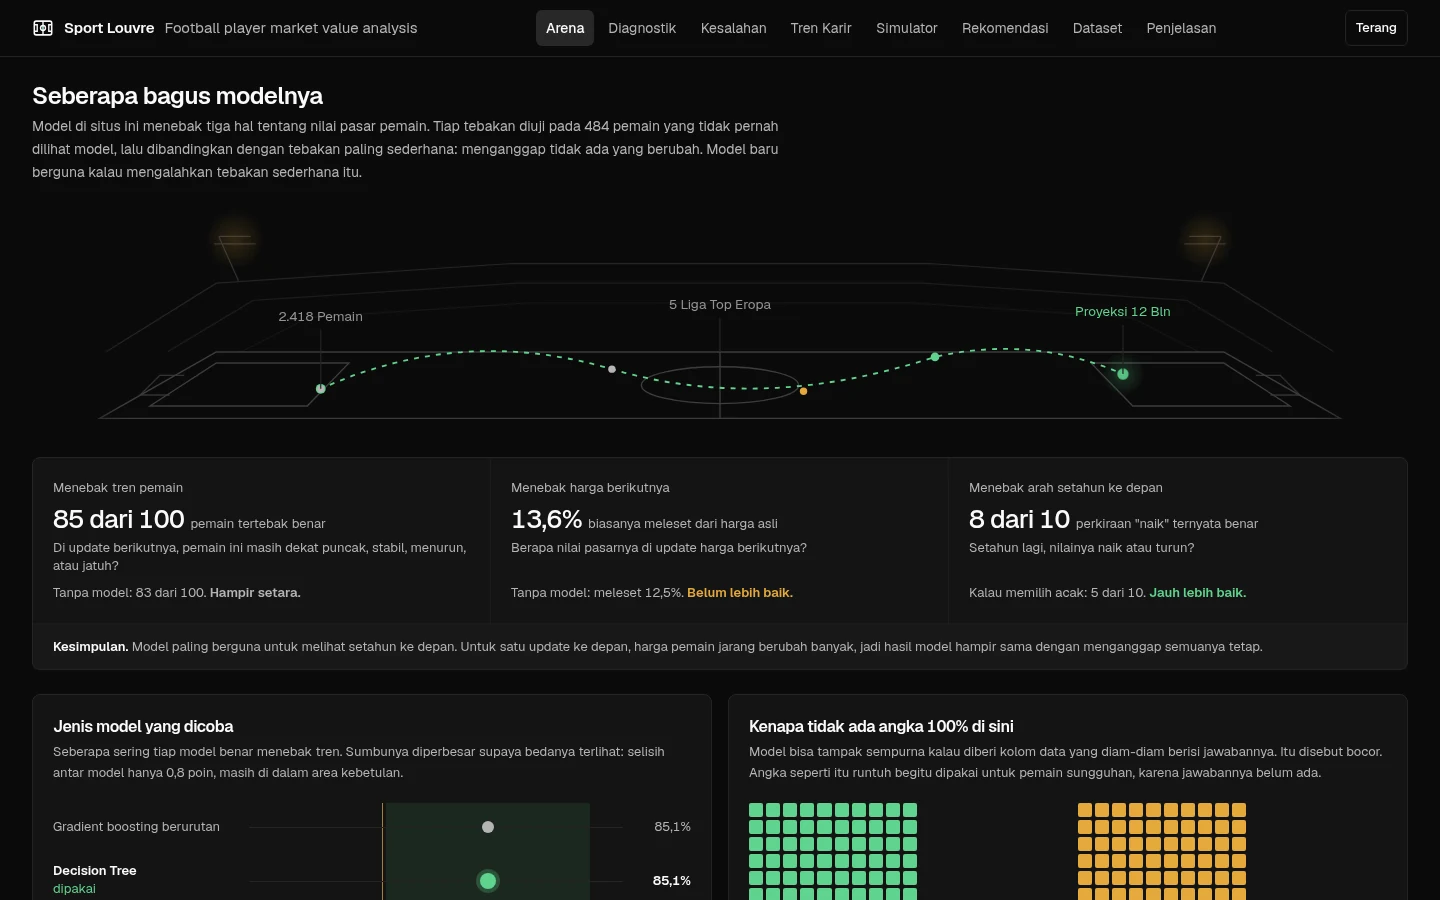 Sport Louvre Football player market value analysis Arena Diagnostik Kesalahan Tren Karir Simulator Rekomendasi Dataset Penjelasan Terang
Seberapa bagus modelnya
Model di situs ini menebak tiga hal tentang nilai pasar pemain. Tiap tebakan diuji pada 484 pemain yang tidak pernah
dilihat model, lalu dibandingkan dengan tebakan paling sederhana: menganggap tidak ada yang berubah. Model baru
berguna kalau mengalahkan tebakan sederhana itu.
2.418 Pemain
5 Liga Top Eropa
Proyeksi 12 Bln
Menebak tren pemain
85 dari 100 pemain tertebak benar
Di update berikutnya, pemain ini masih dekat puncak, stabil, menurun,
atau jatuh?
Tanpa model: 83 dari 100. Hampir setara.
Menebak harga berikutnya
13,6% biasanya meleset dari harga asli
Berapa nilai pasarnya di update harga berikutnya?
Tanpa model: meleset 12,5%. Belum lebih baik.
Menebak arah setahun ke depan
8 dari 10 perkiraan "naik" ternyata benar
Setahun lagi, nilainya naik atau turun?
Kalau memilih acak: 5 dari 10. Jauh lebih baik.
Kesimpulan. Model paling berguna untuk melihat setahun ke depan. Untuk satu update ke depan, harga pemain jarang berubah banyak, jadi hasil model hampir sama dengan menganggap semuanya tetap.
Jenis model yang dicoba
Seberapa sering tiap model benar menebak tren. Sumbunya diperbesar supaya bedanya terlihat: selisih
antar model hanya 0,8 poin, masih di dalam area kebetulan.
Gradient boosting berurutan 85,1%
Decision Tree
dipakai
85,1%
Kenapa tidak ada angka 100% di sini
Model bisa tampak sempurna kalau diberi kolom data yang diam-diam berisi jawabannya. Itu disebut bocor.
Angka seperti itu runtuh begitu dipakai untuk pemain sungguhan, karena jawabannya belum ada.